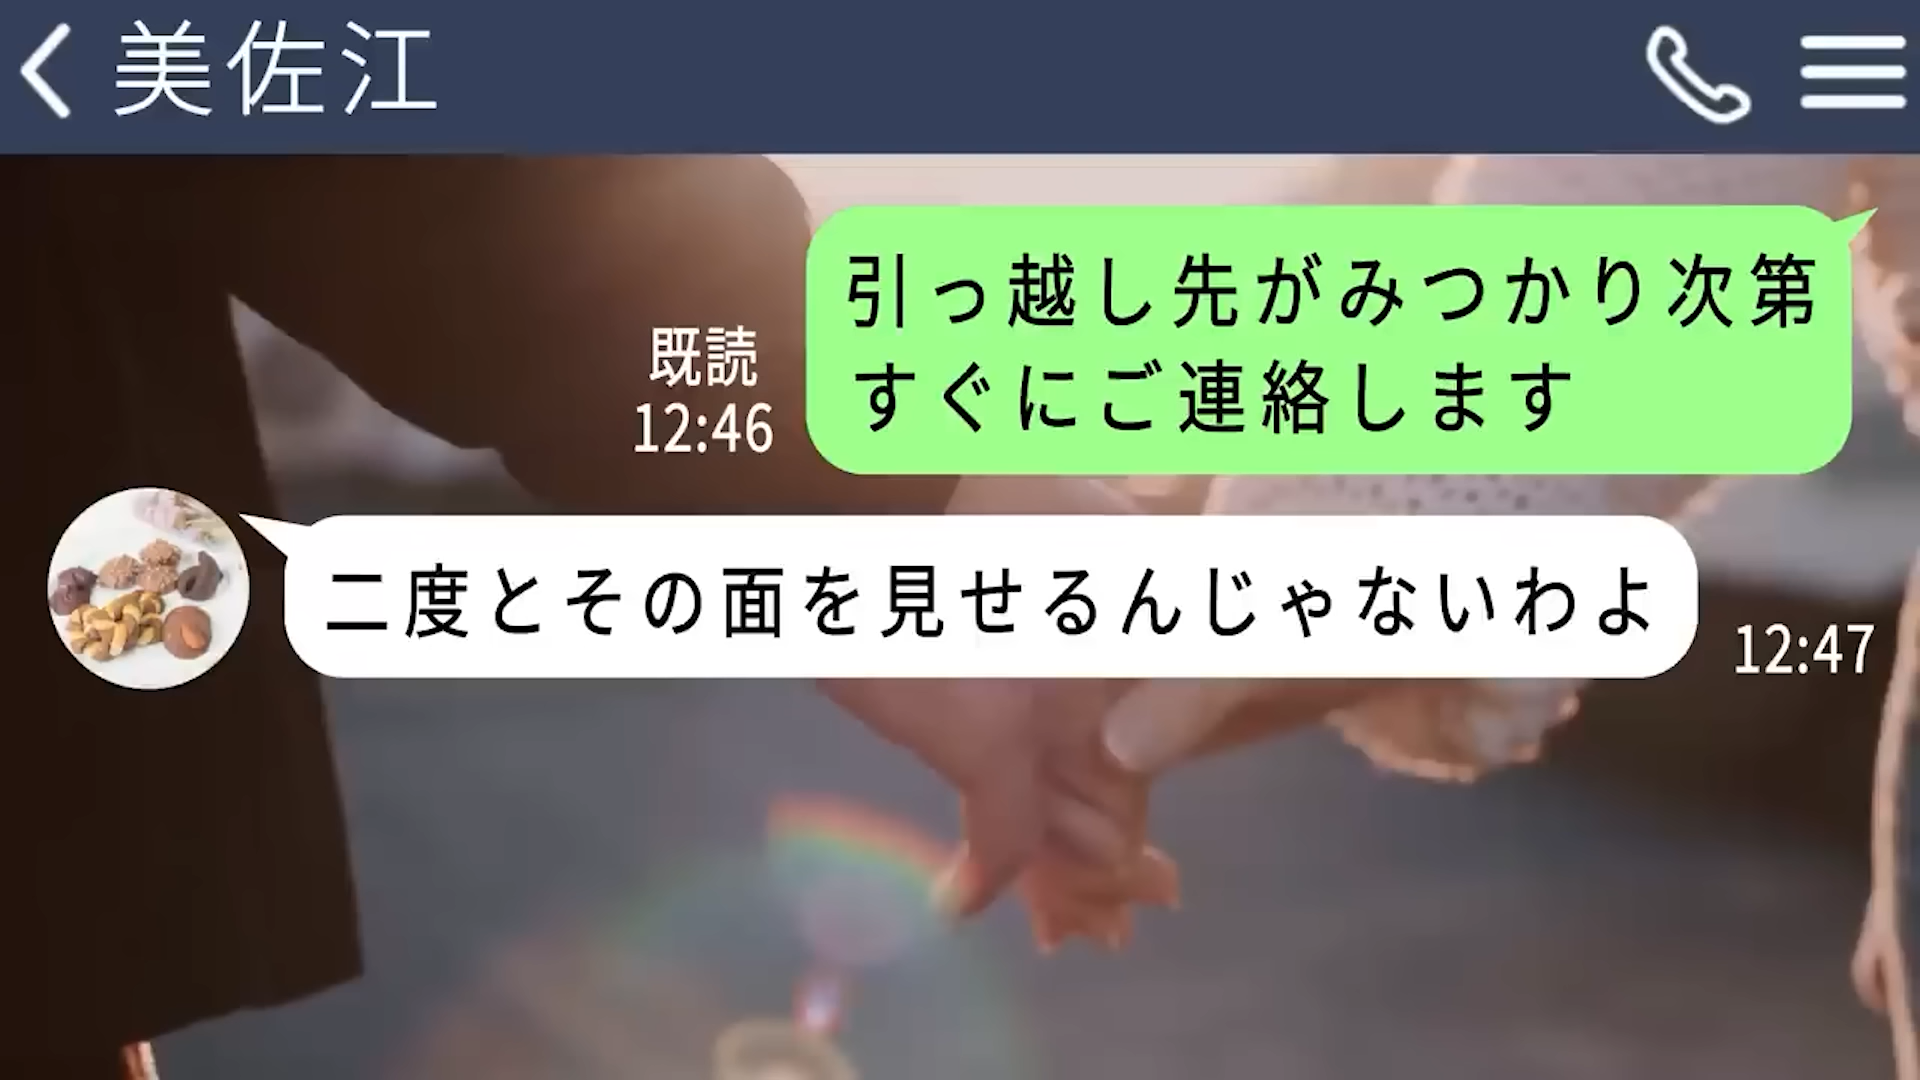 美佐江
引っ越し先がみつかり次第
すぐにご連絡します
既読
12:46
二度とその面を見せるんじゃないわよ
12:47